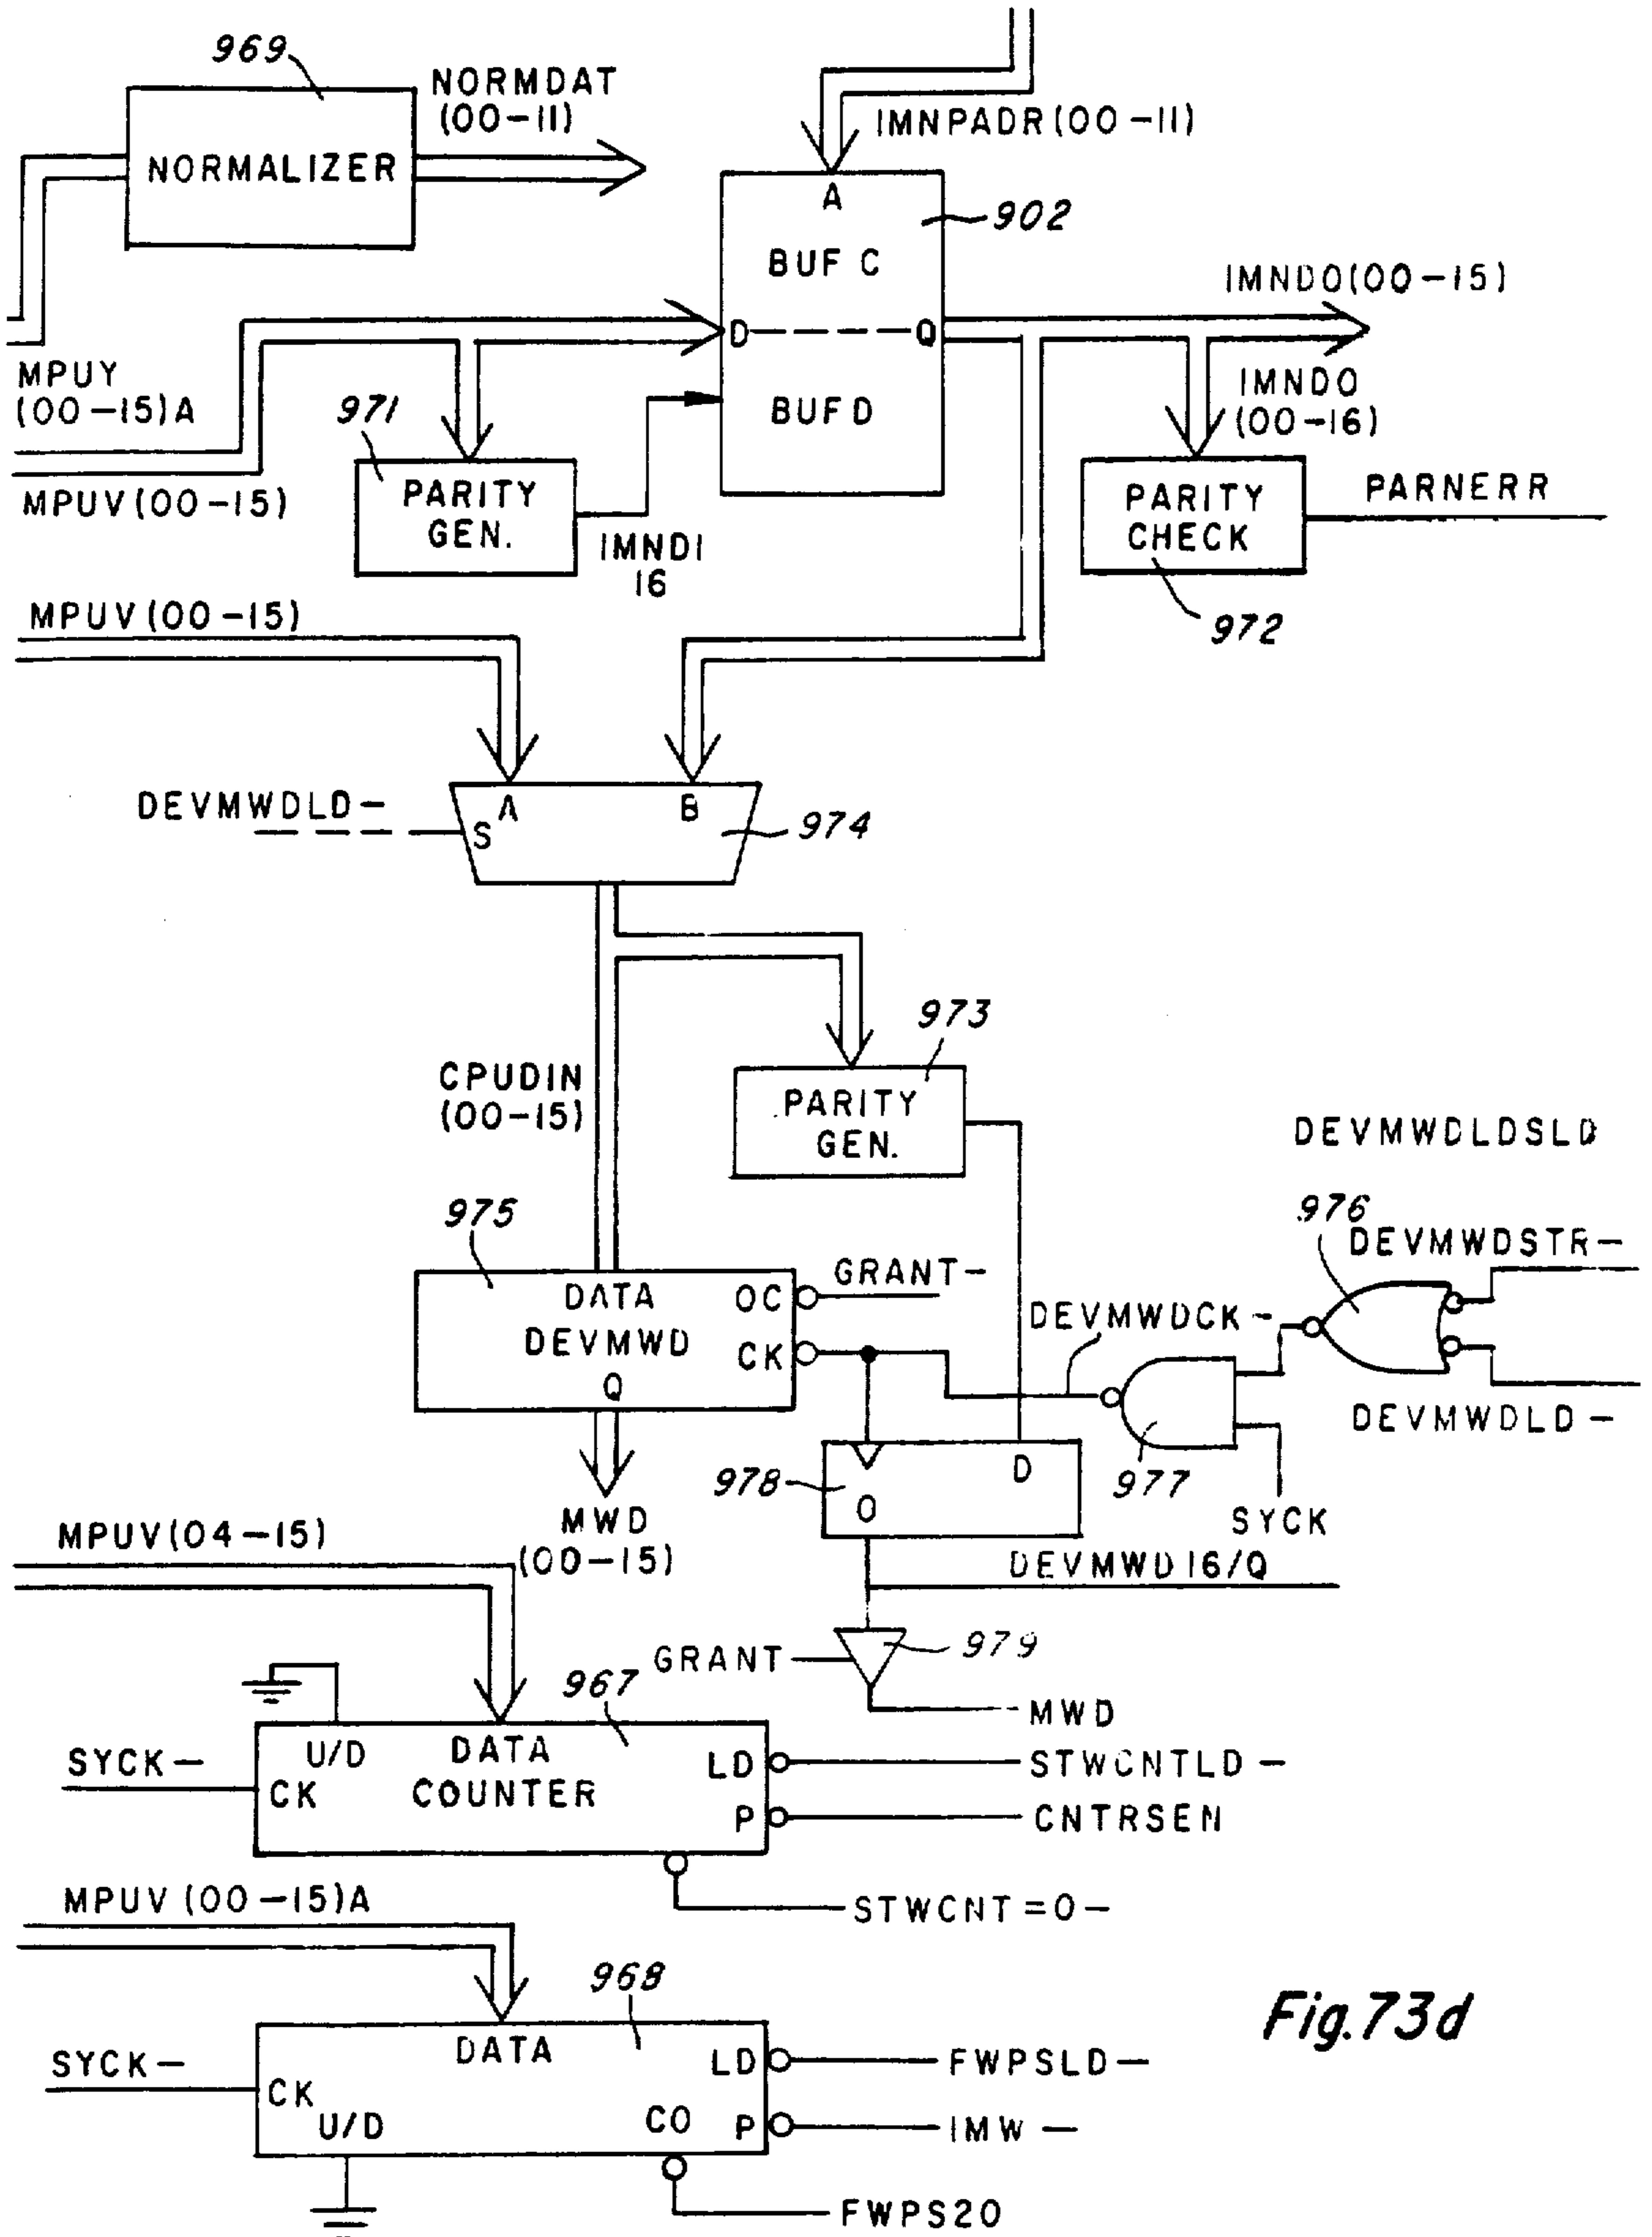 969
NORMDAT
(00-11)
NORMALIZER
IMNPADR(00-11)
A
902
BUF C
IMNDO(00-15)
D
Q
MPUY
(00-15)A
971
BUF D
IMNDO
(00-16)
MPUV(00-15)
PARITY
GEN.
IMNDI
16
PARITY
CHECK
PARNERR
972
MPUV(00-15)
DEVMWDLD-
A
B
S
974
973
CPUDIN
(00-15)
PARITY
GEN.
DEVMWDLDSLD
975
976
DEVMWDSTR-
DATA
OC
GRANT-
DEVMWD
CK
DEVMWDCK-
Q
DEVMWDLD-
978
D
977
O
SYCK
MWD
(00-15)
MPUV(04-15)
DEVMWD16/Q
GRANT
979
967
MWD
U/D
DATA
SYCK-
LD
STWCNTLD-
CK
COUNTER
P
CNTRSEN
MPUV(00-15)A
STWCNT=0-
968
Fig.73d
DATA
SYCK-
LD
FWPSLD-
CK
U/D
CO
P
IMW-
FWPS20